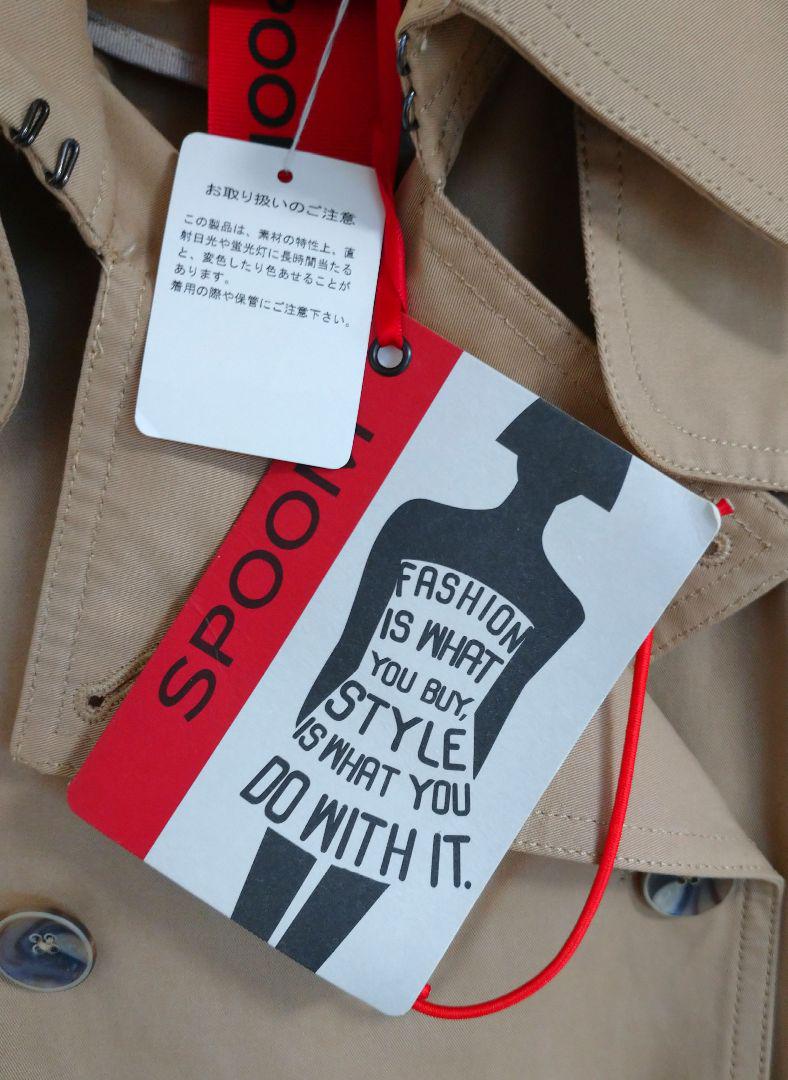 お取り扱いのご注意
この製品は、素材の特性上、直
射日光や蛍光灯に長時間当たる
と、変色したり色あせることが
あります。
着用の際や保管にご注意下さい。
SPOOM
FASHION
IS WHAT
YOU BUY,
STYLE
IS WHAT YOU
DO WITH IT.